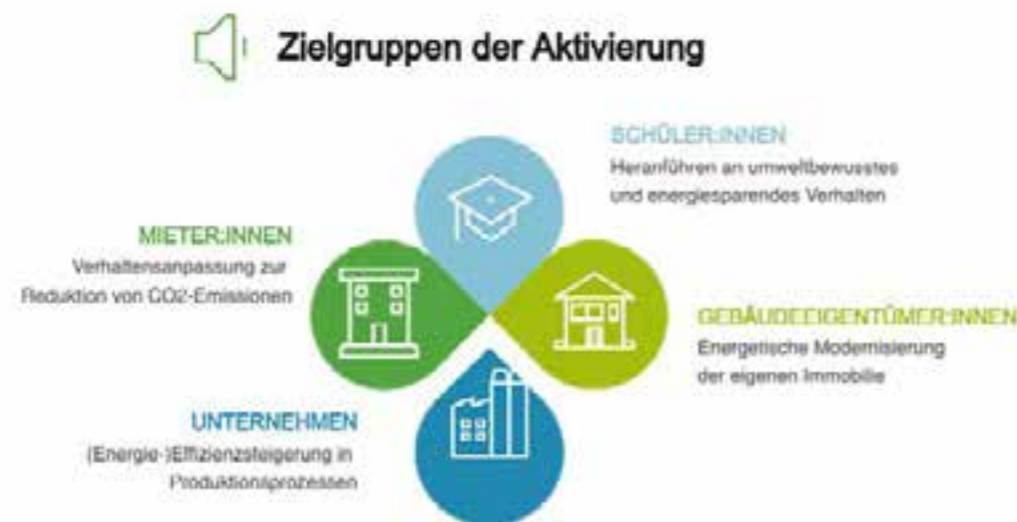 Zielgruppen der Aktivierung
SCHÜLER:INNEN
Heranführen an umweltbewusstes
und energiesparendes Verhalten
MIETER:INNEN
Verhaltensanpassung zur
Reduktion von CO2-Emissionen
GEBÄUDEEIGENTÜMER:INNEN
Energetische Modernisierung
der eigenen Immobilie
UNTERNEHMEN
(Energie-)Effizienzsteigerung in
Produktionsprozessen